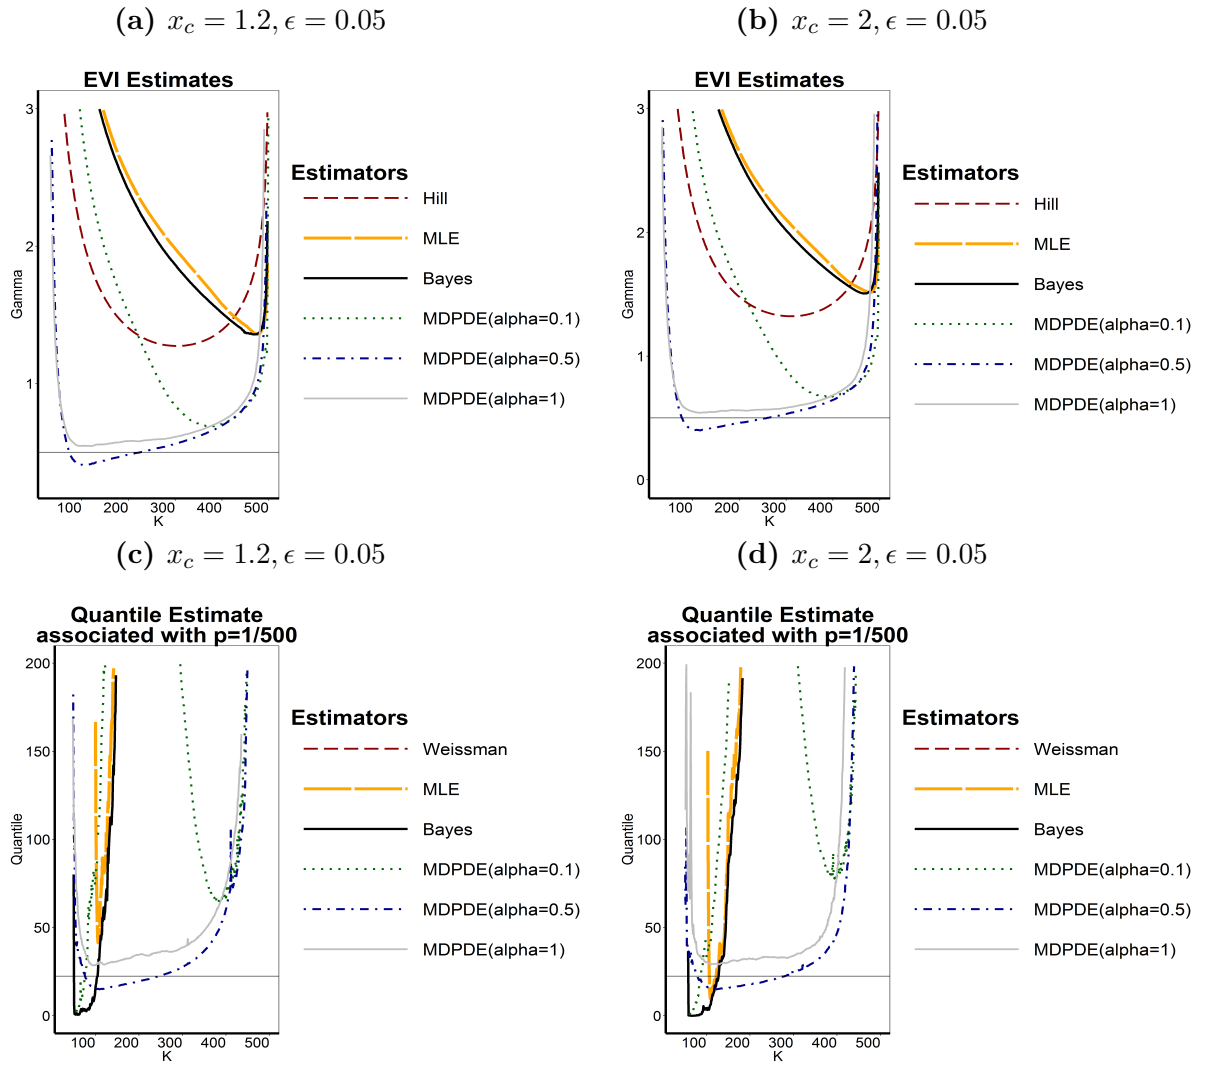 (a) x_c = 1.2, ϵ = 0.05
EVI Estimates
3
2
1
Gamma
100 200 300 400 500
K
Estimators
Hill
MLE
Bayes
MDPDE(alpha=0.1)
MDPDE(alpha=0.5)
MDPDE(alpha=1)
(b) x_c = 2, ϵ = 0.05
EVI Estimates
3
2
1
0
Gamma
100 200 300 400 500
K
Estimators
Hill
MLE
Bayes
MDPDE(alpha=0.1)
MDPDE(alpha=0.5)
MDPDE(alpha=1)
(c) x_c = 1.2, ϵ = 0.05
Quantile Estimate
associated with p=1/500
200
150
100
50
0
Quantile
100 200 300 400 500
K
Estimators
Weissman
MLE
Bayes
MDPDE(alpha=0.1)
MDPDE(alpha=0.5)
MDPDE(alpha=1)
(d) x_c = 2, ϵ = 0.05
Quantile Estimate
associated with p=1/500
200
150
100
50
0
Quantile
100 200 300 400 500
K
Estimators
Weissman
MLE
Bayes
MDPDE(alpha=0.1)
MDPDE(alpha=0.5)
MDPDE(alpha=1)